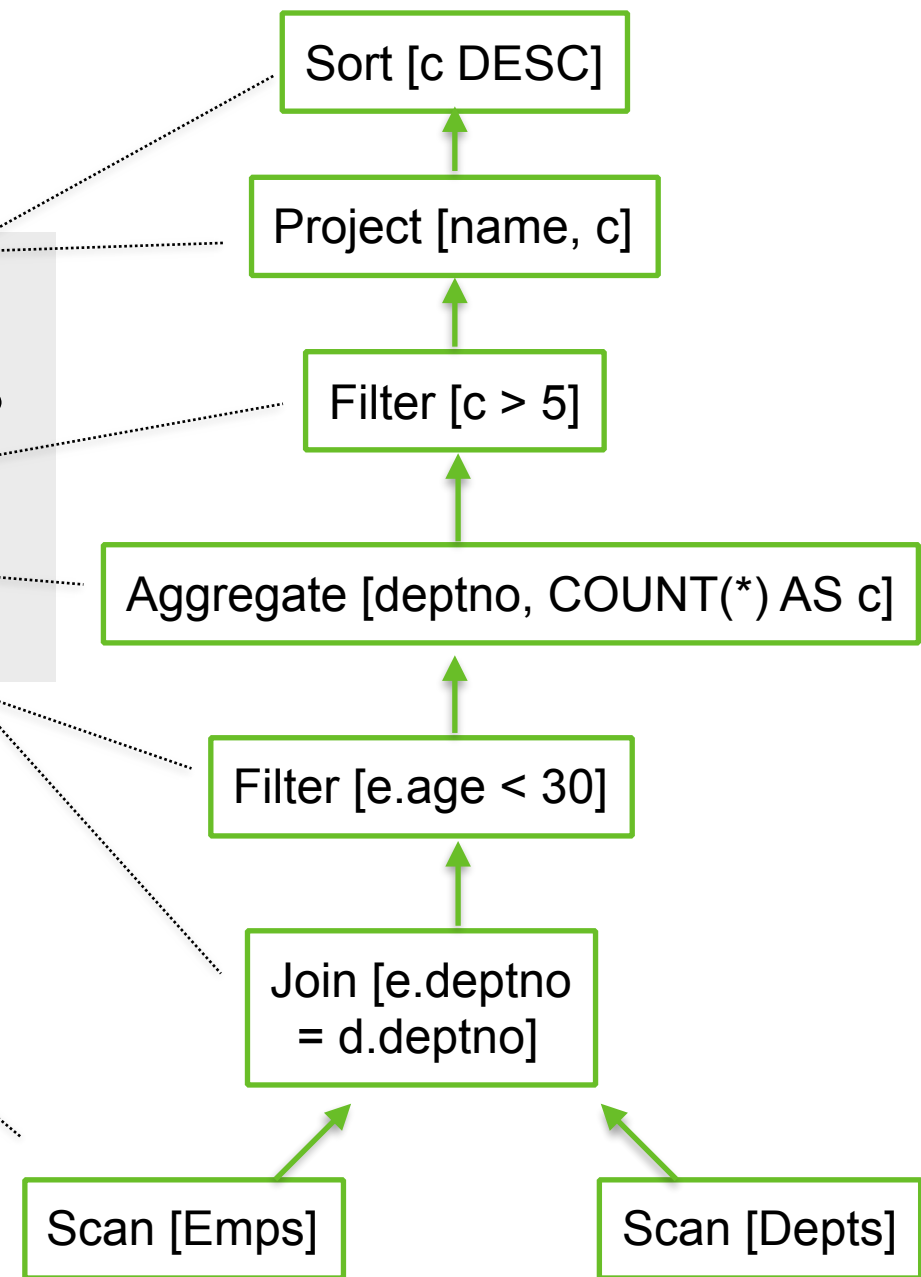 Sort [c DESC]
Project [name, c]
Filter [c > 5]
Aggregate [deptno, COUNT(*) AS c]
Filter [e.age < 30]
Join [e.deptno
= d.deptno]
Scan [Emps]
Scan [Depts]